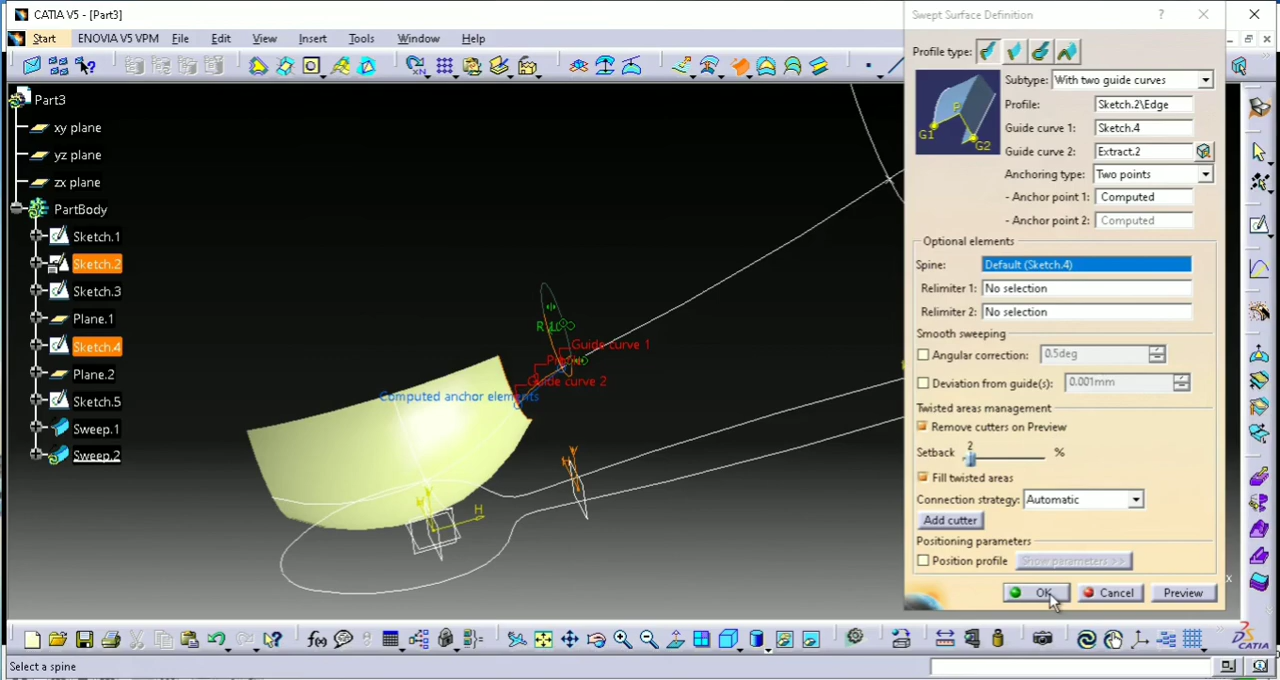 CATIA V5 - [Part3]
Start ENOVIA V5 VPM File Edit View Insert Tools Window Help
Part3
xy plane
yz plane
zx plane
PartBody
Sketch.1
Sketch.2
Sketch.3
Plane.1
Sketch.4
Plane.2
Sketch.5
Sweep.1
Sweep.2
Guide curve 1
Guide curve 2
Computed anchor elements
H
Swept Surface Definition ?
Profile type:
P
G1
G2
Subtype: With two guide curves
Profile: Sketch.2\Edge
Guide curve 1: Sketch.4
Guide curve 2: Extract.2
Anchoring type: Two points
- Anchor point 1: Computed
- Anchor point 2: Computed
Optional elements
Spine: Default (Sketch.4)
Relimiter 1: No selection
Relimiter 2: No selection
Smooth sweeping
Angular correction: 0.5deg
Deviation from guide(s): 0.001mm
Twisted areas management
Remove cutters on Preview
Setback 2 %
Fill twisted areas
Connection strategy: Automatic
Add cutter
Positioning parameters
Position profile Show parameters >>
OK Cancel Preview
x
f(x)
CATIA
Select a spine